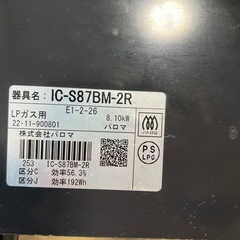 器具名：IC-S87BM-2R
E1-2-26
LPガス用 8.10kW
22-11-900801 パロマ
株式会社パロマ
253 IC-S87BM-2R
区分C 効率56.3%
区分J 効率192Wh
PS
LPG